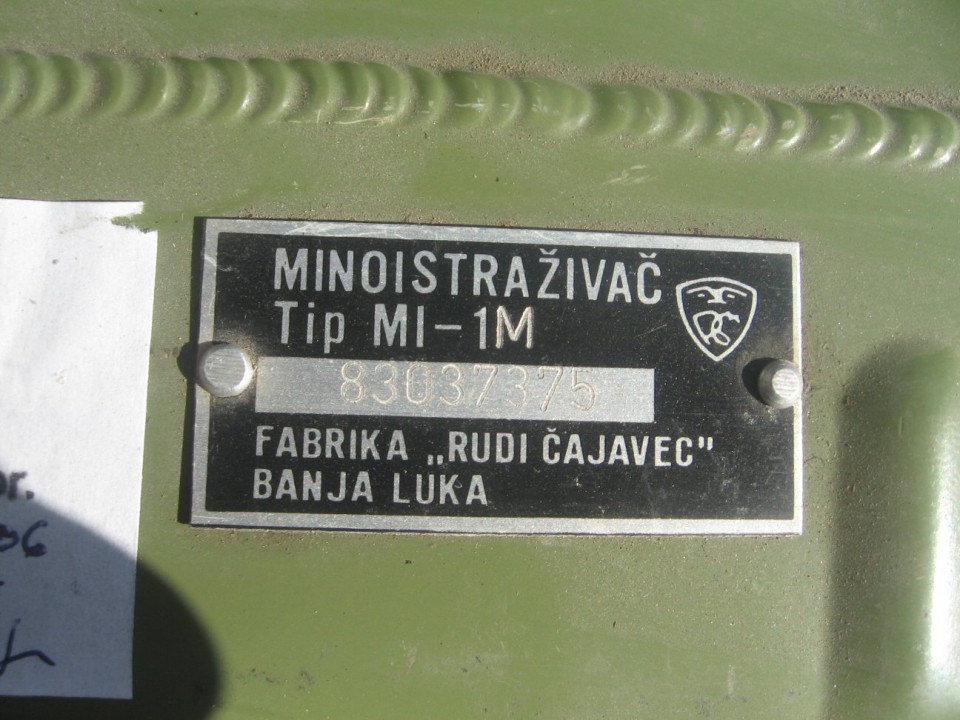 MINOISTRAŽIVAČ
Tip MI-1M
83037375
FABRIKA „RUDI ČAJAVEC"
BANJA LUKA